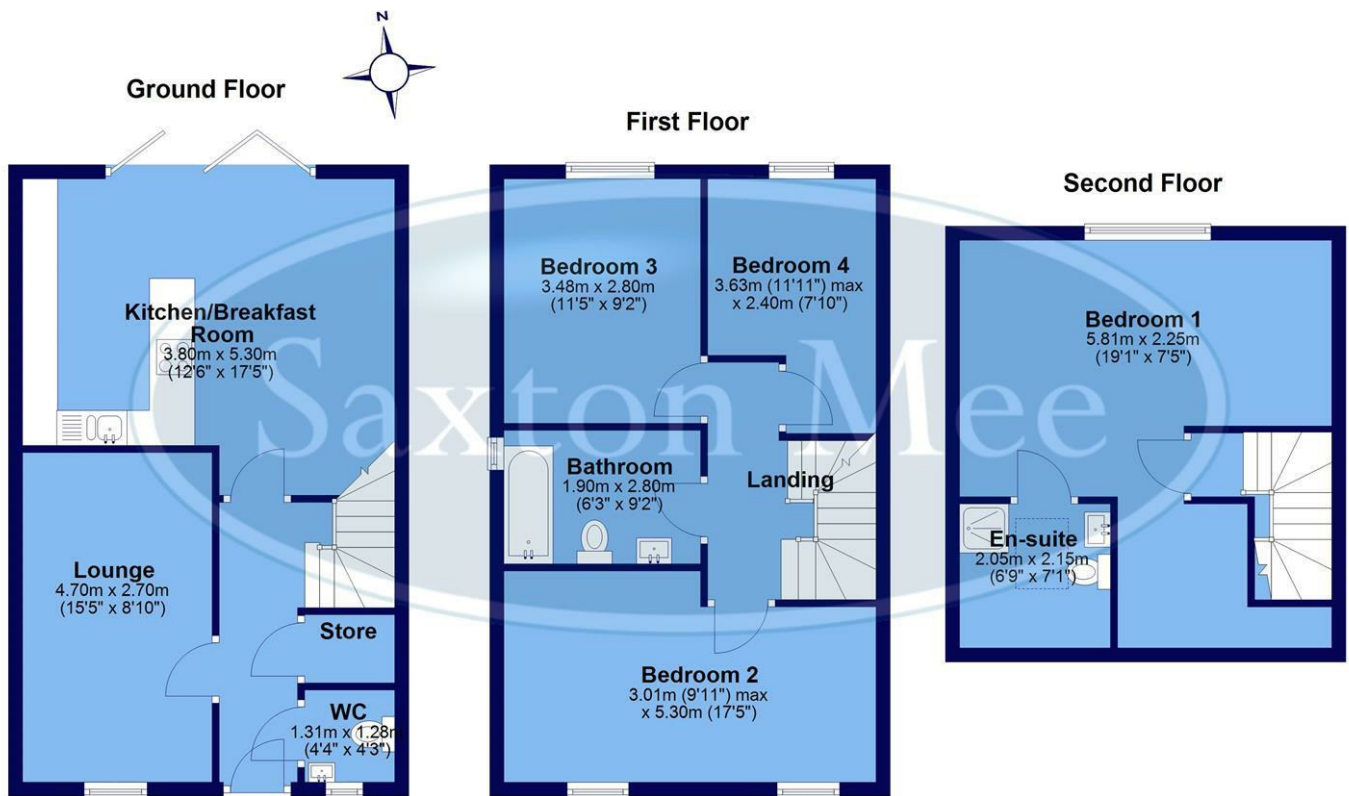 N
Ground Floor
Kitchen/Breakfast
Room
3.80m x 5.30m
(12'6" x 17'5")
Lounge
4.70m x 2.70m
(15'5" x 8'10")
Store
WC
1.31m x 1.28m
(4'4" x 4'3")
First Floor
Bedroom 3
3.48m x 2.80m
(11'5" x 9'2")
Bedroom 4
3.63m (11'11") max
x 2.40m (7'10")
Bathroom
1.90m x 2.80m
(6'3" x 9'2")
Landing
Bedroom 2
3.01m (9'11") max
x 5.30m (17'5")
Second Floor
Bedroom 1
5.81m x 2.25m
(19'1" x 7'5")
En-suite
2.05m x 2.15m
(6'9" x 7'1")
Saxton Mee